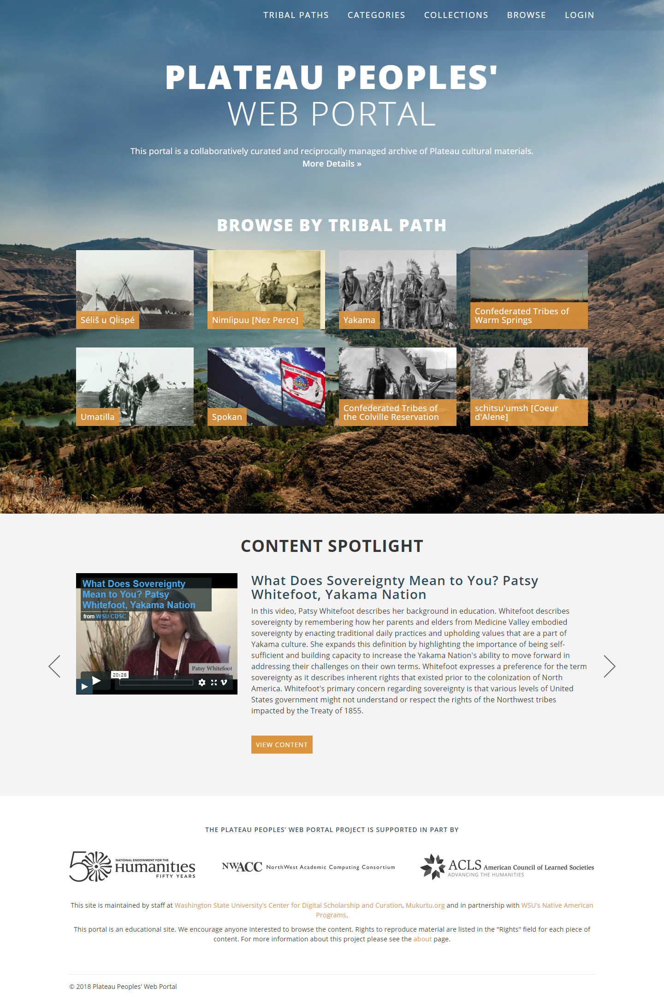 TRIBAL PATHS CATEGORIES COLLECTIONS BROWSE LOGIN
PLATEAU PEOPLES'
WEB PORTAL
This portal is a collaboratively curated and reciprocally managed archive of Plateau cultural materials.
More Details »
BROWSE BY TRIBAL PATH
Séliš u Ql̓ispé
Nimíipuu [Nez Perce]
Yakama
Confederated Tribes of
Warm Springs
Umatilla
SPOKANE TRIBE of INDIANS
Spokan
Confederated Tribes of
the Colville Reservation
schitsu'umsh [Coeur
d'Alene]
CONTENT SPOTLIGHT
What Does Sovereignty
Mean to You? Patsy
Whitefoot, Yakama Nation
from WSU CDSC
Patsy Whitefoot
20:28
What Does Sovereignty Mean to You? Patsy
Whitefoot, Yakama Nation
In this video, Patsy Whitefoot describes her background in education. Whitefoot describes
sovereignty by remembering how her parents and elders from Medicine Valley embodied
sovereignty by enacting traditional daily practices and upholding values that are a part of
Yakama culture. She expands this definition by highlighting the importance of being self-
sufficient and building capacity to increase the Yakama Nation's ability to move forward in
addressing their challenges on their own terms. Whitefoot expresses a preference for the term
sovereignty as it describes inherent rights that existed prior to the colonization of North
America. Whitefoot's primary concern regarding sovereignty is that various levels of United
States government might not understand or respect the rights of the Northwest tribes
impacted by the Treaty of 1855.
VIEW CONTENT
THE PLATEAU PEOPLES’ WEB PORTAL PROJECT IS SUPPORTED IN PART BY
50 NATIONAL ENDOWMENT FOR THE
Humanities
FIFTY YEARS
NWACC NorthWest Academic Computing Consortium
ACLS American Council of Learned Societies
ADVANCING THE HUMANITIES
This site is maintained by staff at Washington State University’s Center for Digital Scholarship and Curation, Mukurtu.org and in partnership with WSU’s Native American
Programs.
This portal is an educational site. We encourage anyone interested to browse the content. Rights to reproduce material are listed in the "Rights" field for each piece of
content. For more information about this project please see the about page.
© 2018 Plateau Peoples' Web Portal